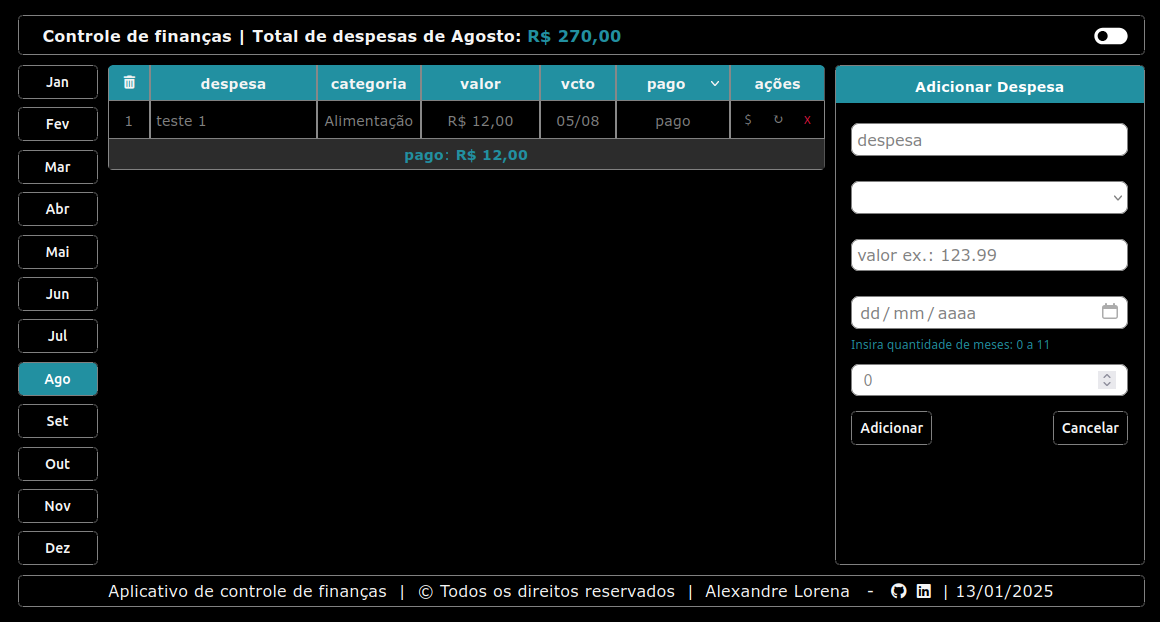 Controle de finanças | Total de despesas de Agosto: R$ 270,00
Jan
Fev
Mar
Abr
Mai
Jun
Jul
Ago
Set
Out
Nov
Dez
despesa categoria valor vcto pago ações
1 teste 1 Alimentação R$ 12,00 05/08 pago $ ↻ x
pago: R$ 12,00
Adicionar Despesa
despesa
valor ex.: 123.99
dd/mm/aaaa
Insira quantidade de meses: 0 a 11
0
Adicionar Cancelar
Aplicativo de controle de finanças | © Todos os direitos reservados | Alexandre Lorena - in | 13/01/2025